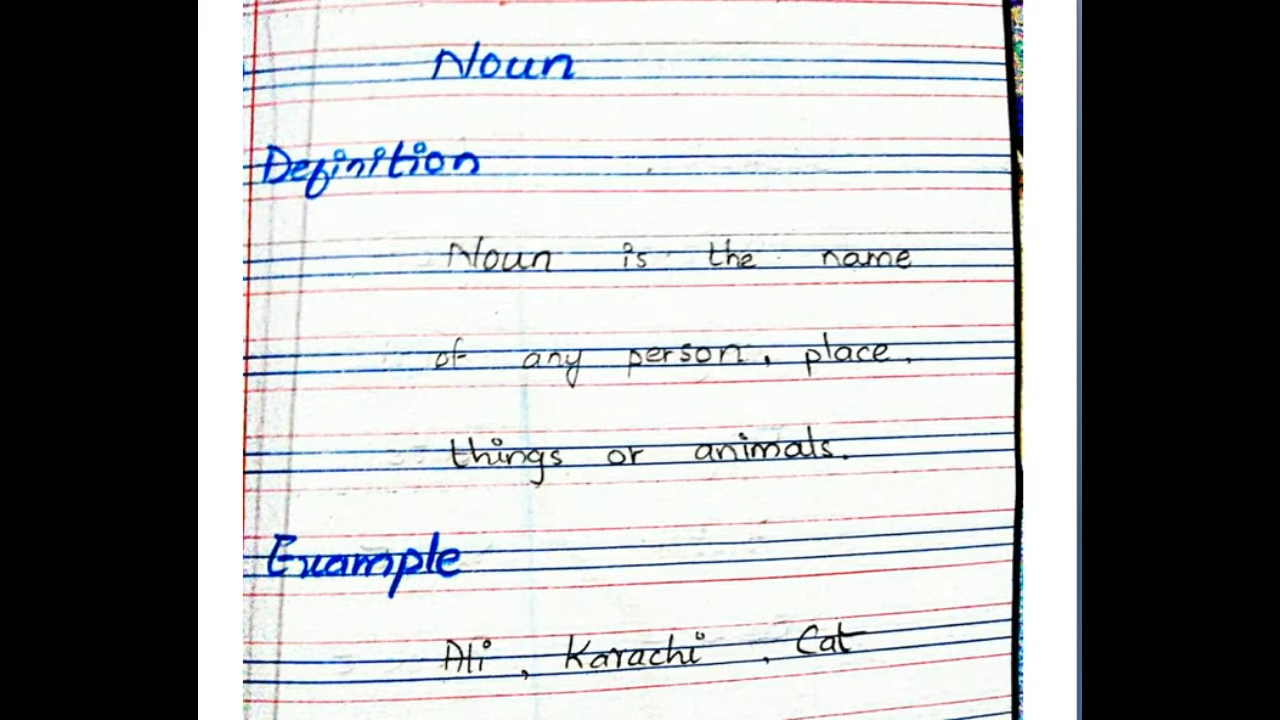 Noun
Definition
Noun is the name
of any person, place,
things or animals.
Example
Ali, Karachi, Cat